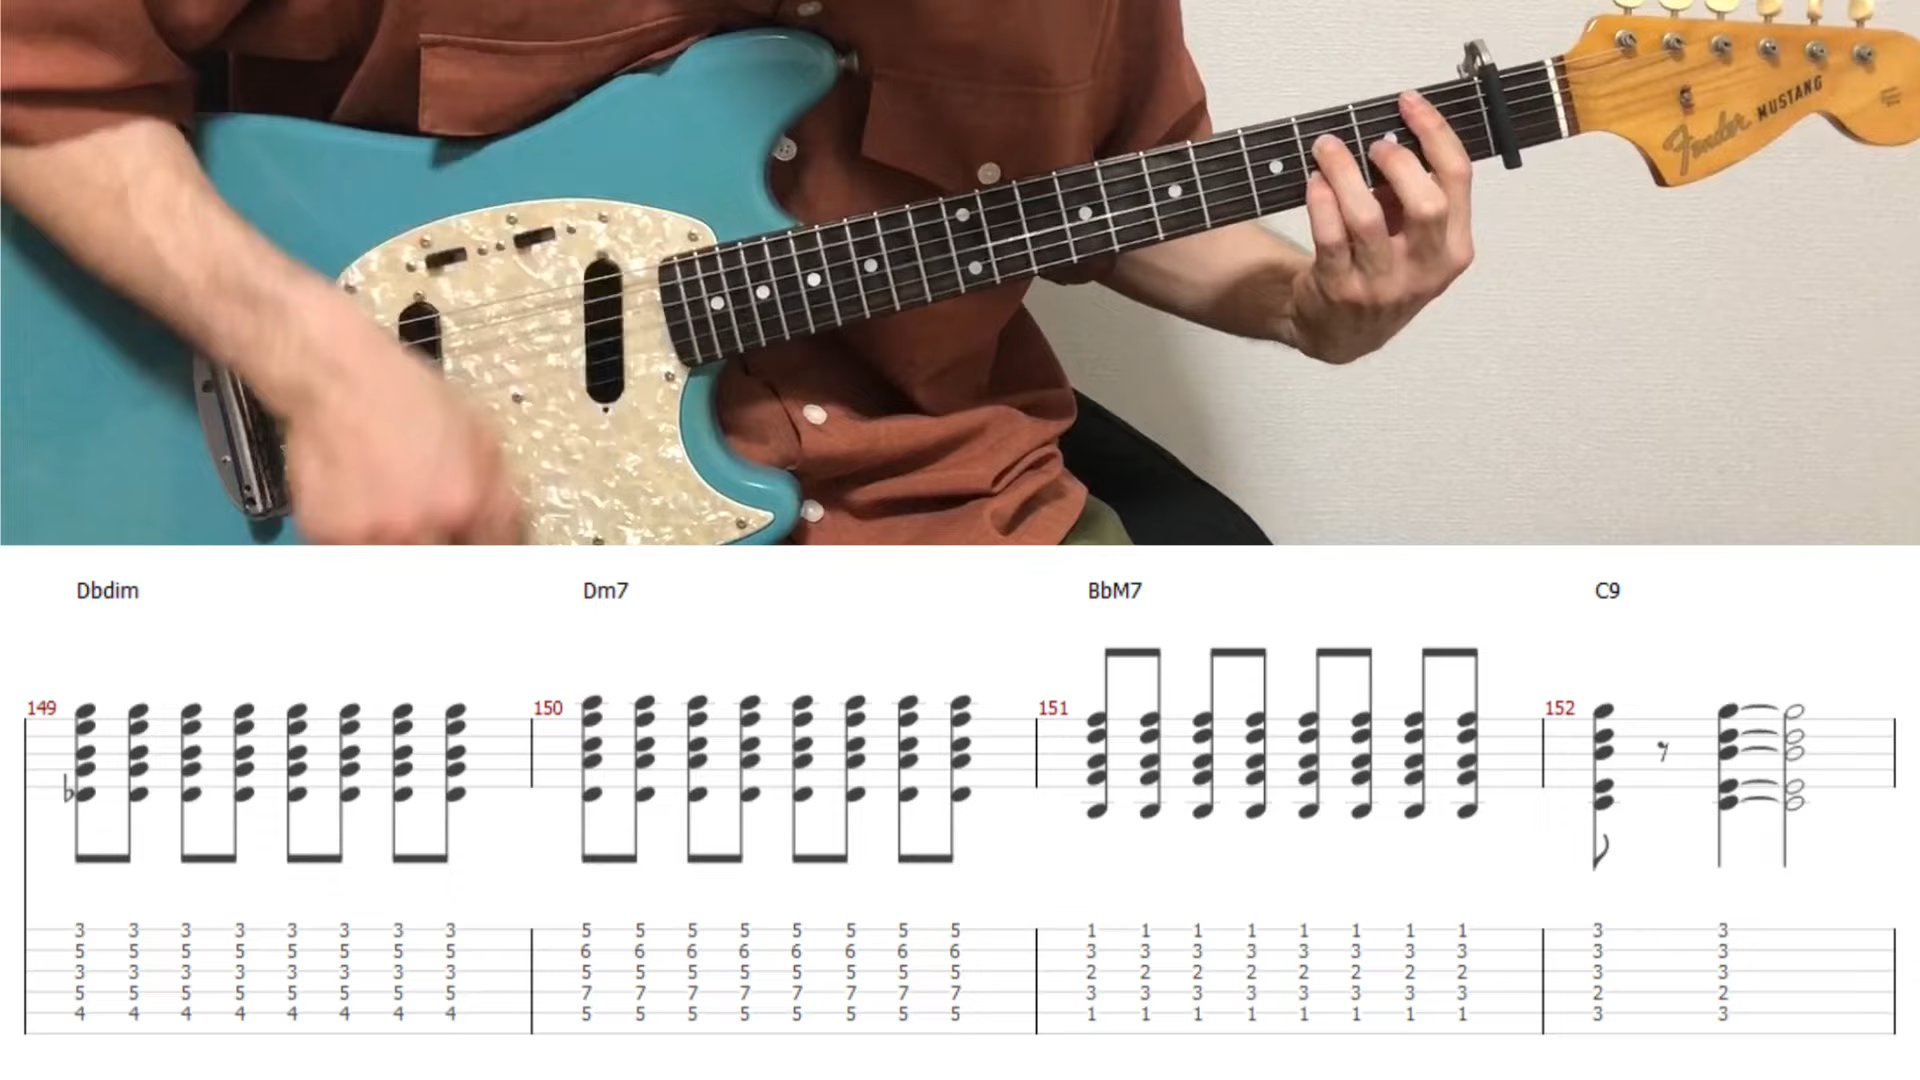 Fender MUSTANG
Dbdim Dm7 BbM7 C9
149 150 151 152
3 3 3 3 3 3 3 3 5 5 5 5 5 5 5 5 1 1 1 1 1 1 1 1 3 3
5 5 5 5 5 5 5 5 6 6 6 6 6 6 6 6 3 3 3 3 3 3 3 3 3 3
3 3 3 3 3 3 3 3 5 5 5 5 5 5 5 5 2 2 2 2 2 2 2 2 3 3
5 5 5 5 5 5 5 5 7 7 7 7 7 7 7 7 3 3 3 3 3 3 3 3 2 2
4 4 4 4 4 4 4 4 5 5 5 5 5 5 5 5 1 1 1 1 1 1 1 1 3 3